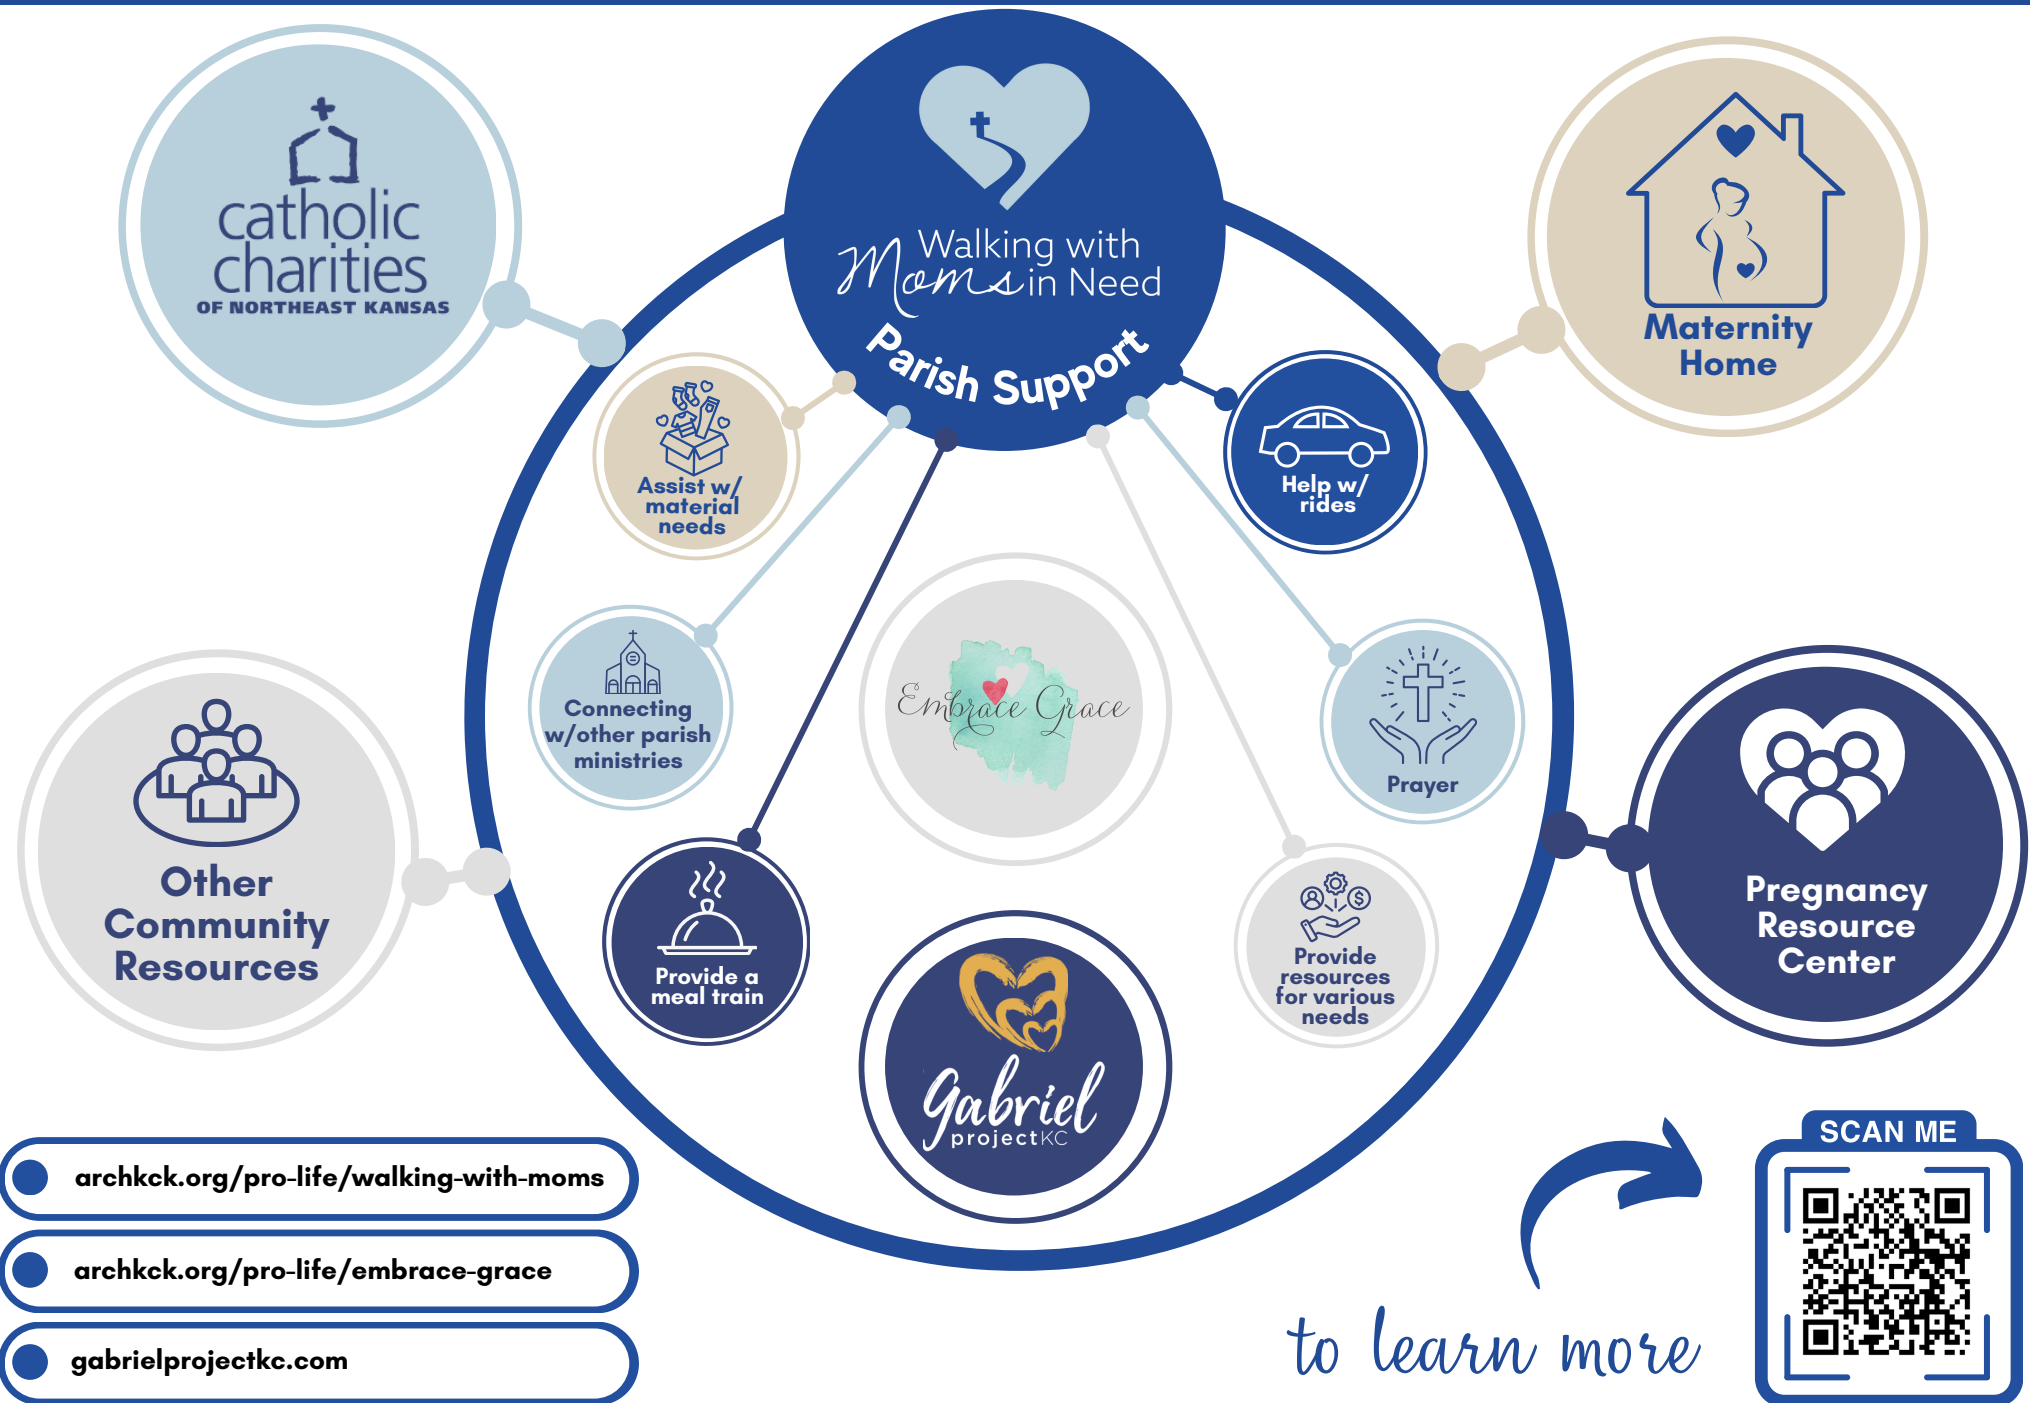 catholic
charities
OF NORTHEAST KANSAS
Walking with
Moms in Need
Parish Support
Maternity
Home
Assist w/
material
needs
Help w/
rides
Connecting
w/other parish
ministries
Embrace Grace
Prayer
Other
Community
Resources
Pregnancy
Resource
Center
Provide a
meal train
Gabriel
projectKC
Provide
resources
for various
needs
$
archkck.org/pro-life/walking-with-moms
archkck.org/pro-life/embrace-grace
gabrielprojectkc.com
to learn more
SCAN ME